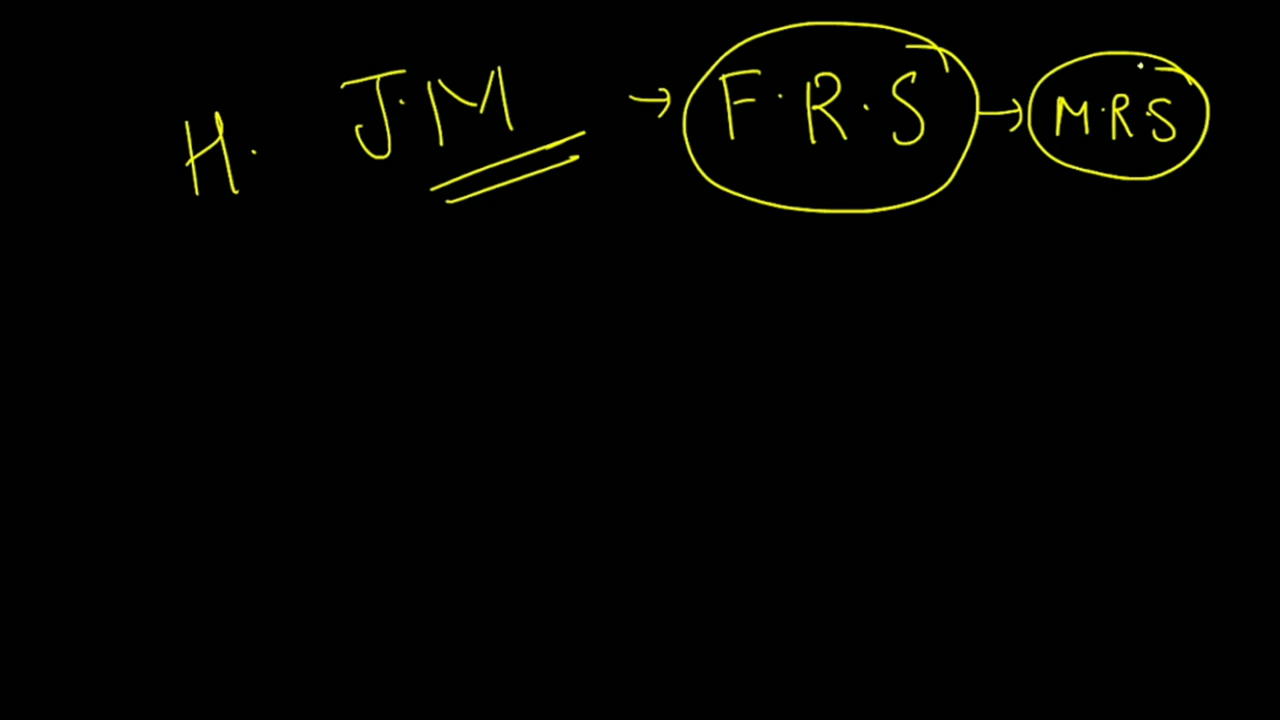 H. J.M → F.R.S → M.R.S